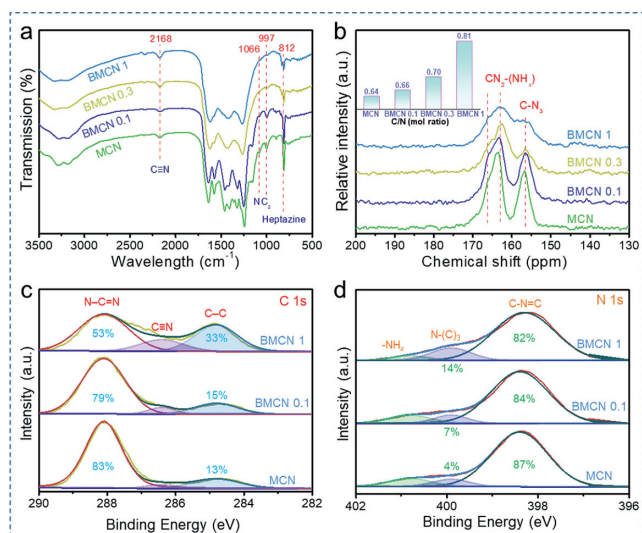 a
2168
1066
997
812
BMCN 1
BMCN 0.3
BMCN 0.1
MCN
C≡N
NC₂
Heptazine
Transmission (%)
3500 3000 2500 2000 1500 1000 500
Wavelength (cm⁻¹)
b
0.64
0.66
0.70
0.81
MCN BMCN 0.1 BMCN 0.3 BMCN 1
C/N (mol ratio)
CN₂-(NHₓ)
C-N₃
BMCN 1
BMCN 0.3
BMCN 0.1
MCN
Relative intensity (a.u.)
200 190 180 170 160 150 140 130
Chemical shift (ppm)
c
C 1s
N–C=N
C≡N
C–C
53%
33%
BMCN 1
79%
15%
BMCN 0.1
83%
13%
MCN
Intensity (a.u.)
290 288 286 284 282
Binding Energy (eV)
d
N 1s
C-N=C
N-(C)₃
-NHₓ
82%
14%
BMCN 1
84%
7%
BMCN 0.1
4%
87%
MCN
Intensity (a.u.)
402 400 398 396
Binding Energy (eV)